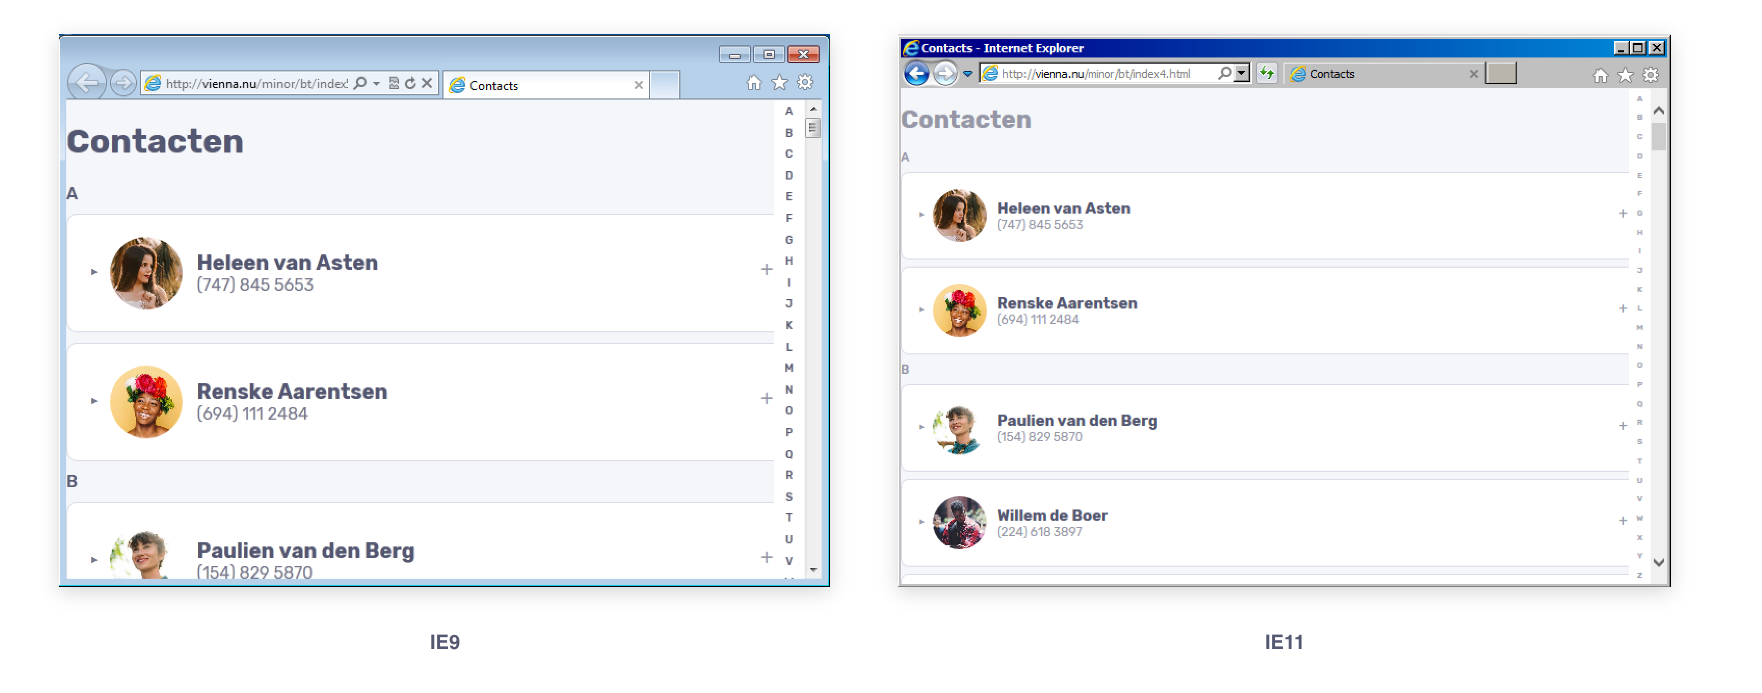 http://vienna.nu/minor/bt/index!
Contacts
Contacten
A
Heleen van Asten
(747) 845 5653
+
Renske Aarentsen
(694) 111 2484
+
B
Paulien van den Berg
(154) 829 5870
+
A
B
C
D
E
F
G
H
I
J
K
L
M
N
O
P
Q
R
S
T
U
V
IE9
Contacts - Internet Explorer
http://vienna.nu/minor/bt/index4.html
Contacts
Contacten
A
Heleen van Asten
(747) 845 5653
+
Renske Aarentsen
(694) 111 2484
+
B
Paulien van den Berg
(154) 829 5870
+
Willem de Boer
(224) 618 3897
+
A
B
C
D
E
F
G
H
I
J
K
L
M
N
O
P
Q
R
S
T
U
V
W
X
Y
Z
IE11